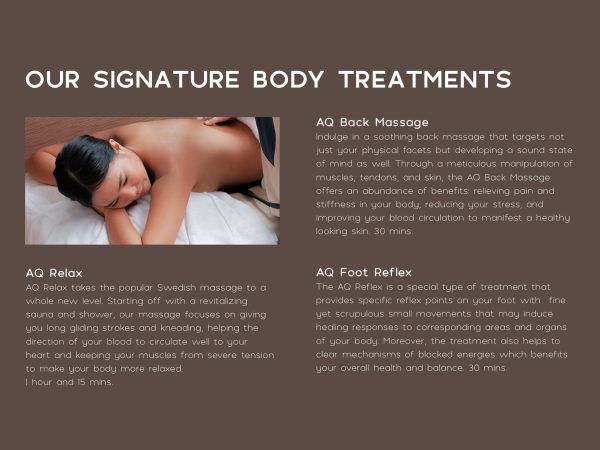 OUR SIGNATURE BODY TREATMENTS
AQ Back Massage
Indulge in a soothing back massage that targets not
just your physical facets but developing a sound state
of mind as well. Through a meticulous manipulation of
muscles, tendons, and skin, the AQ Back Massage
offers an abundance of benefits: relieving pain and
stiffness in your body, reducing your stress, and
improving your blood circulation to manifest a healthy
looking skin. 30 mins.
AQ Relax
AQ Relax takes the popular Swedish massage to a
whole new level. Starting off with a revitalizing
sauna and shower, our massage focuses on giving
you long gliding strokes and kneading, helping the
direction of your blood to circulate well to your
heart and keeping your muscles from severe tension
to make your body more relaxed.
1 hour and 15 mins.
AQ Foot Reflex
The AQ Reflex is a special type of treatment that
provides specific reflex points on your foot with fine
yet scrupulous small movements that may induce
healing responses to corresponding areas and organs
of your body. Moreover, the treatment also helps to
clear mechanisms of blocked energies which benefits
your overall health and balance. 30 mins.